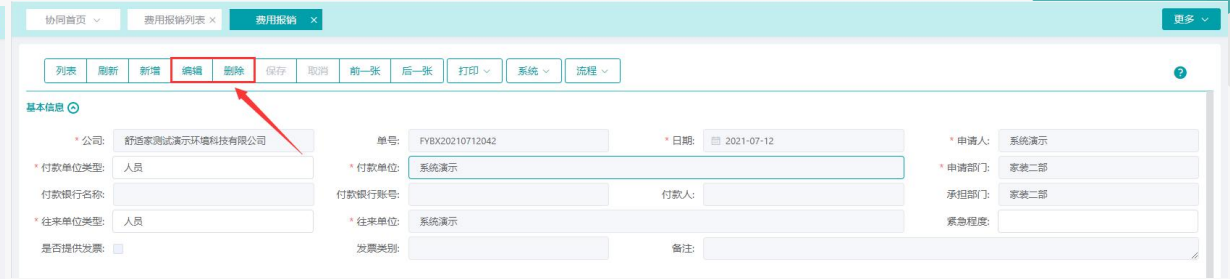 协同首页 费用报销列表 × 费用报销 × 更多
列表 刷新 新增 编辑 删除 保存 取消 前一张 后一张 打印 系统 流程 ?
基本信息
* 公司: 舒适家测试演示环境科技有限公司 单号: FYBX20210712042 * 日期: 2021-07-12 * 申请人: 系统演示
* 付款单位类型: 人员 * 付款单位: 系统演示 * 申请部门: 家装二部
付款银行名称: 付款银行账号: 付款人: 承担部门: 家装二部
* 往来单位类型: 人员 * 往来单位: 系统演示 紧急程度:
是否提供发票: 发票类别: 备注: